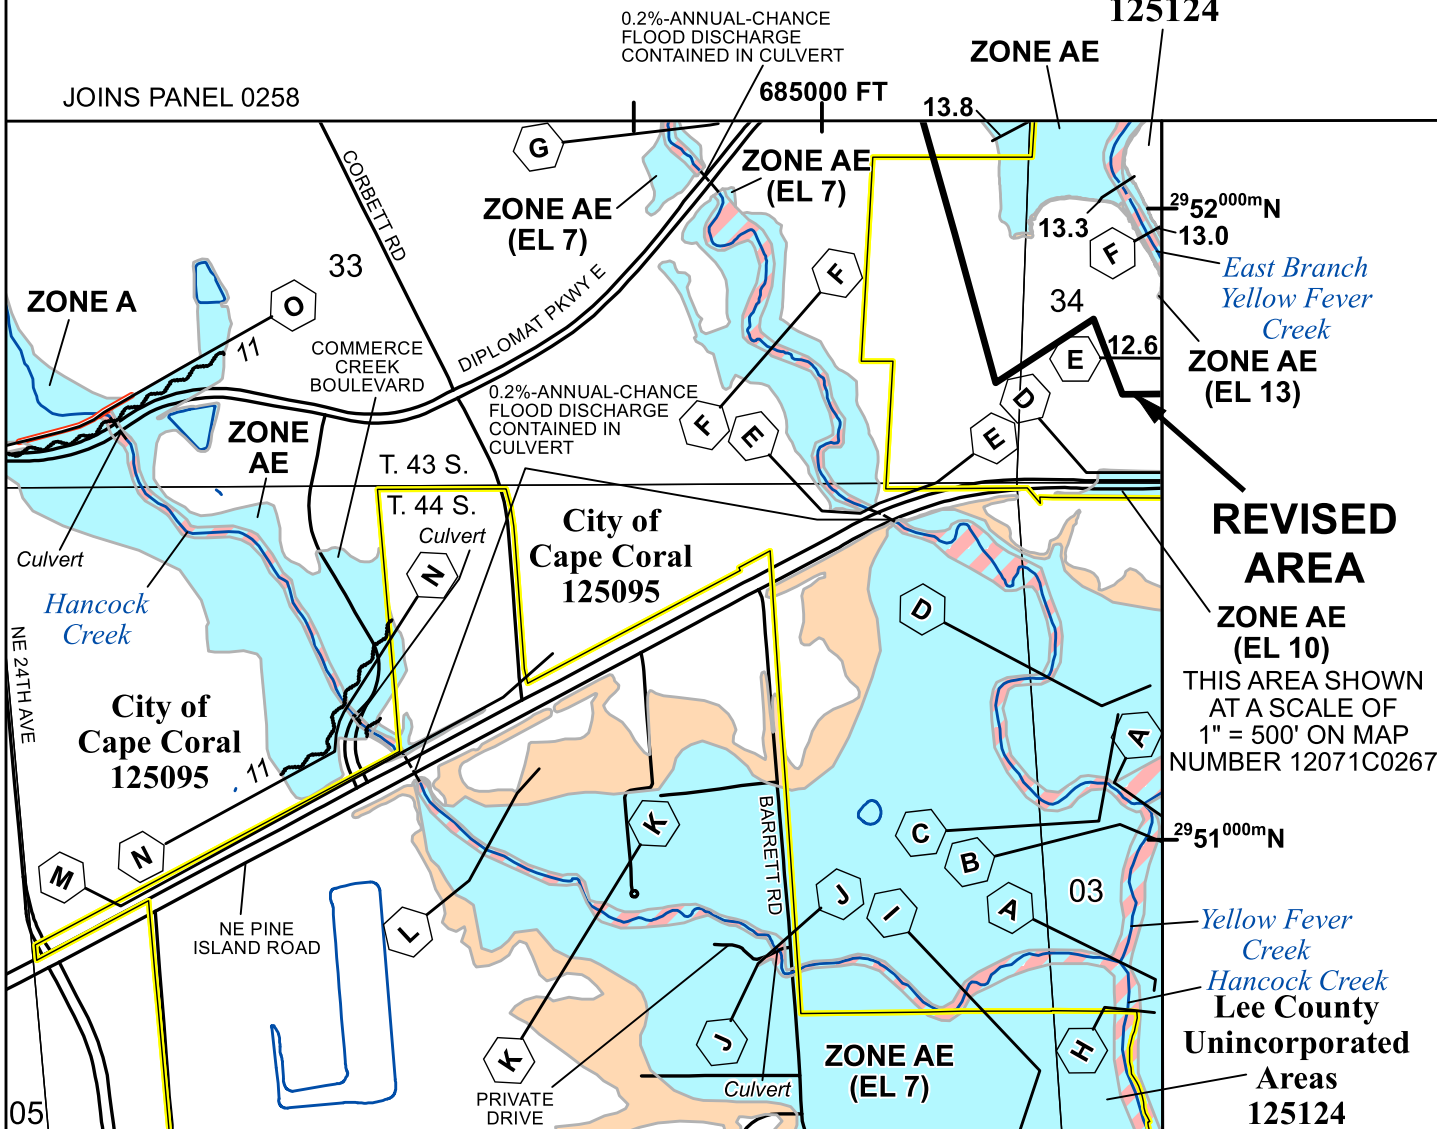 125124
0.2%-ANNUAL-CHANCE
FLOOD DISCHARGE
CONTAINED IN CULVERT
ZONE AE
JOINS PANEL 0258
685000 FT
13.8
G
CORBETT RD
ZONE AE
(EL 7)
ZONE AE
(EL 7)
2952000mN
13.3
13.0
F
East Branch
Yellow Fever
Creek
33
F
34
ZONE A
O
11
DIPLOMAT PKWY E
COMMERCE
CREEK
BOULEVARD
E
12.6
ZONE AE
(EL 13)
0.2%-ANNUAL-CHANCE
FLOOD DISCHARGE
CONTAINED IN
CULVERT
D
F
E
E
ZONE
AE
T. 43 S.
T. 44 S.
REVISED
AREA
City of
Cape Coral
125095
Culvert
Culvert
N
Hancock
Creek
D
ZONE AE
(EL 10)
THIS AREA SHOWN
AT A SCALE OF
1" = 500' ON MAP
NUMBER 12071C0267
NE 24TH AVE
City of
Cape Coral
125095
11
A
BARRETT RD
K
C
B
2951000mN
N
M
J
I
A
03
L
NE PINE
ISLAND ROAD
Yellow Fever
Creek
Hancock Creek
Lee County
Unincorporated
Areas
125124
K
J
H
ZONE AE
(EL 7)
Culvert
PRIVATE
DRIVE
05